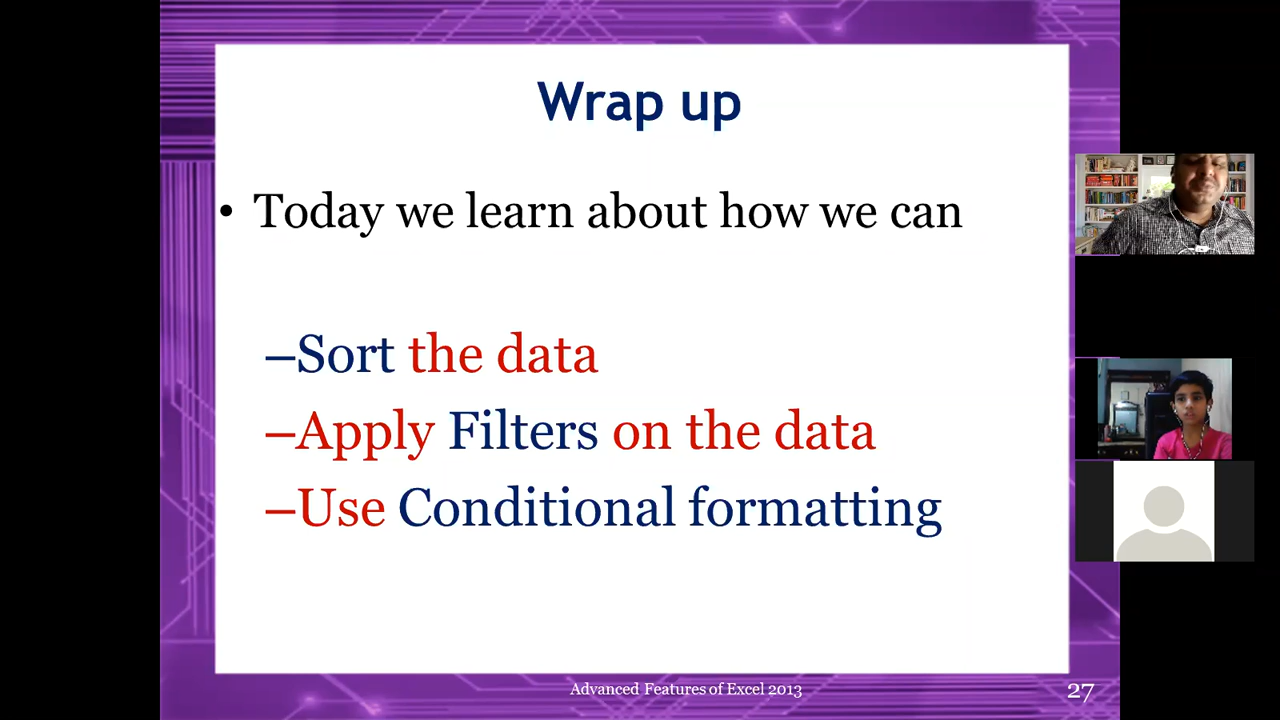 Wrap up
• Today we learn about how we can
–Sort the data
–Apply Filters on the data
–Use Conditional formatting
Advanced Features of Excel 2013
27